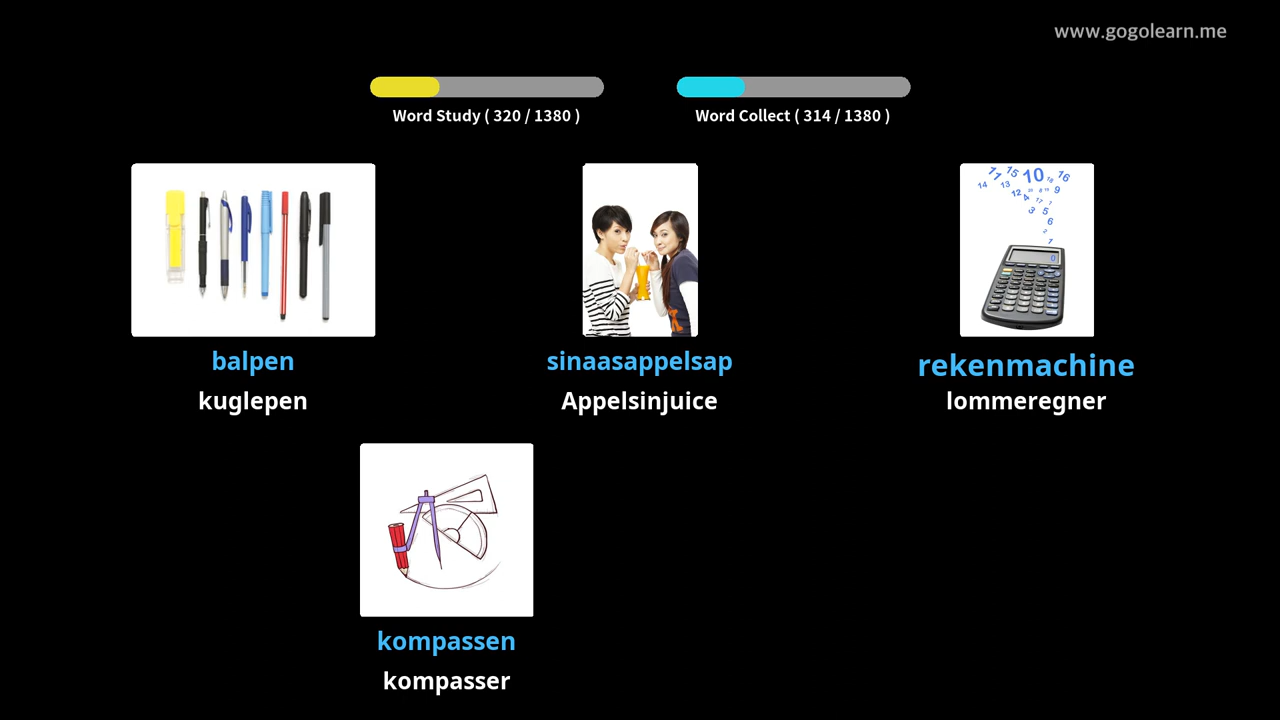 www.gogolearn.me
Word Study ( 320 / 1380 )
Word Collect ( 314 / 1380 )
balpen
kuglepen
sinaasappelsap
Appelsinjuice
rekenmachine
lommeregner
kompassen
kompasser